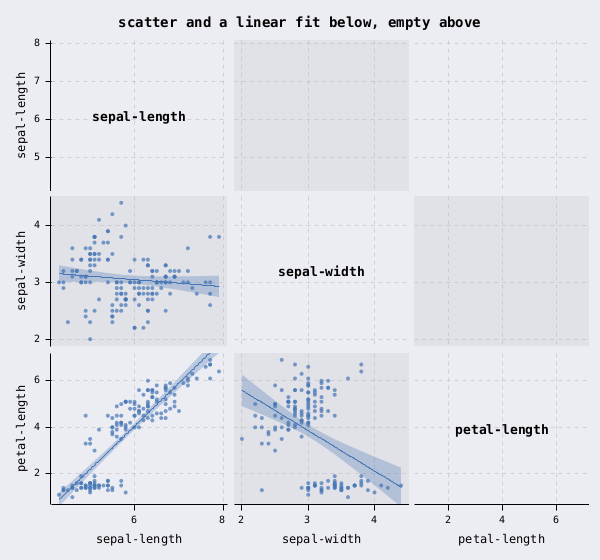 scatter and a linear fit below, empty above
8
7
6
5
sepal-length
sepal-length
4
3
2
sepal-width
sepal-width
6
4
2
petal-length
petal-length
6 8
2 3 4
2 4 6
sepal-length sepal-width petal-length